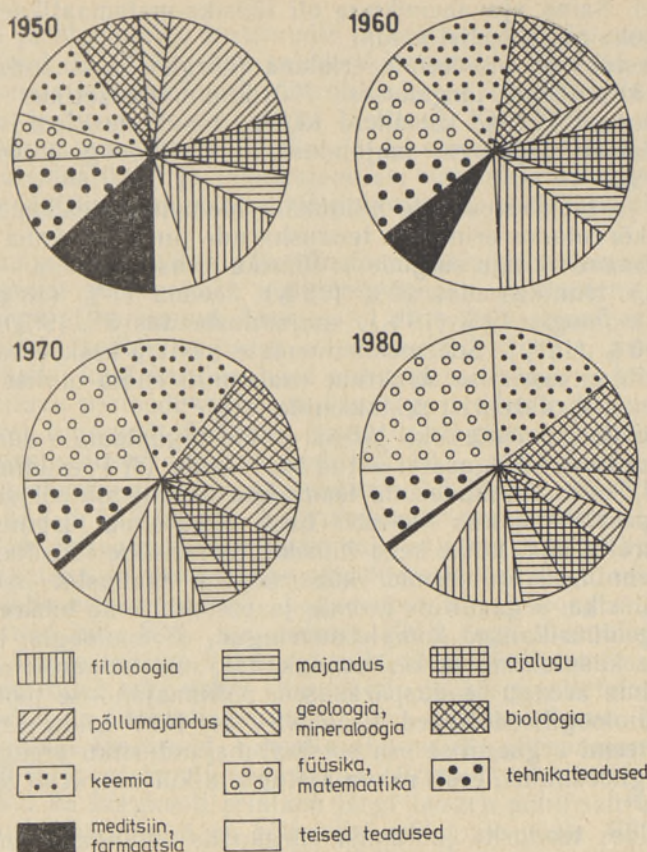 1950
1960
1970
1980
filoloogia
majandus
ajalugu
põllumajandus
geoloogia,
mineraloogia
bioloogia
keemia
füüsika,
matemaatika
tehnikateadused
meditsiin,
farmaatsia
teised teadused